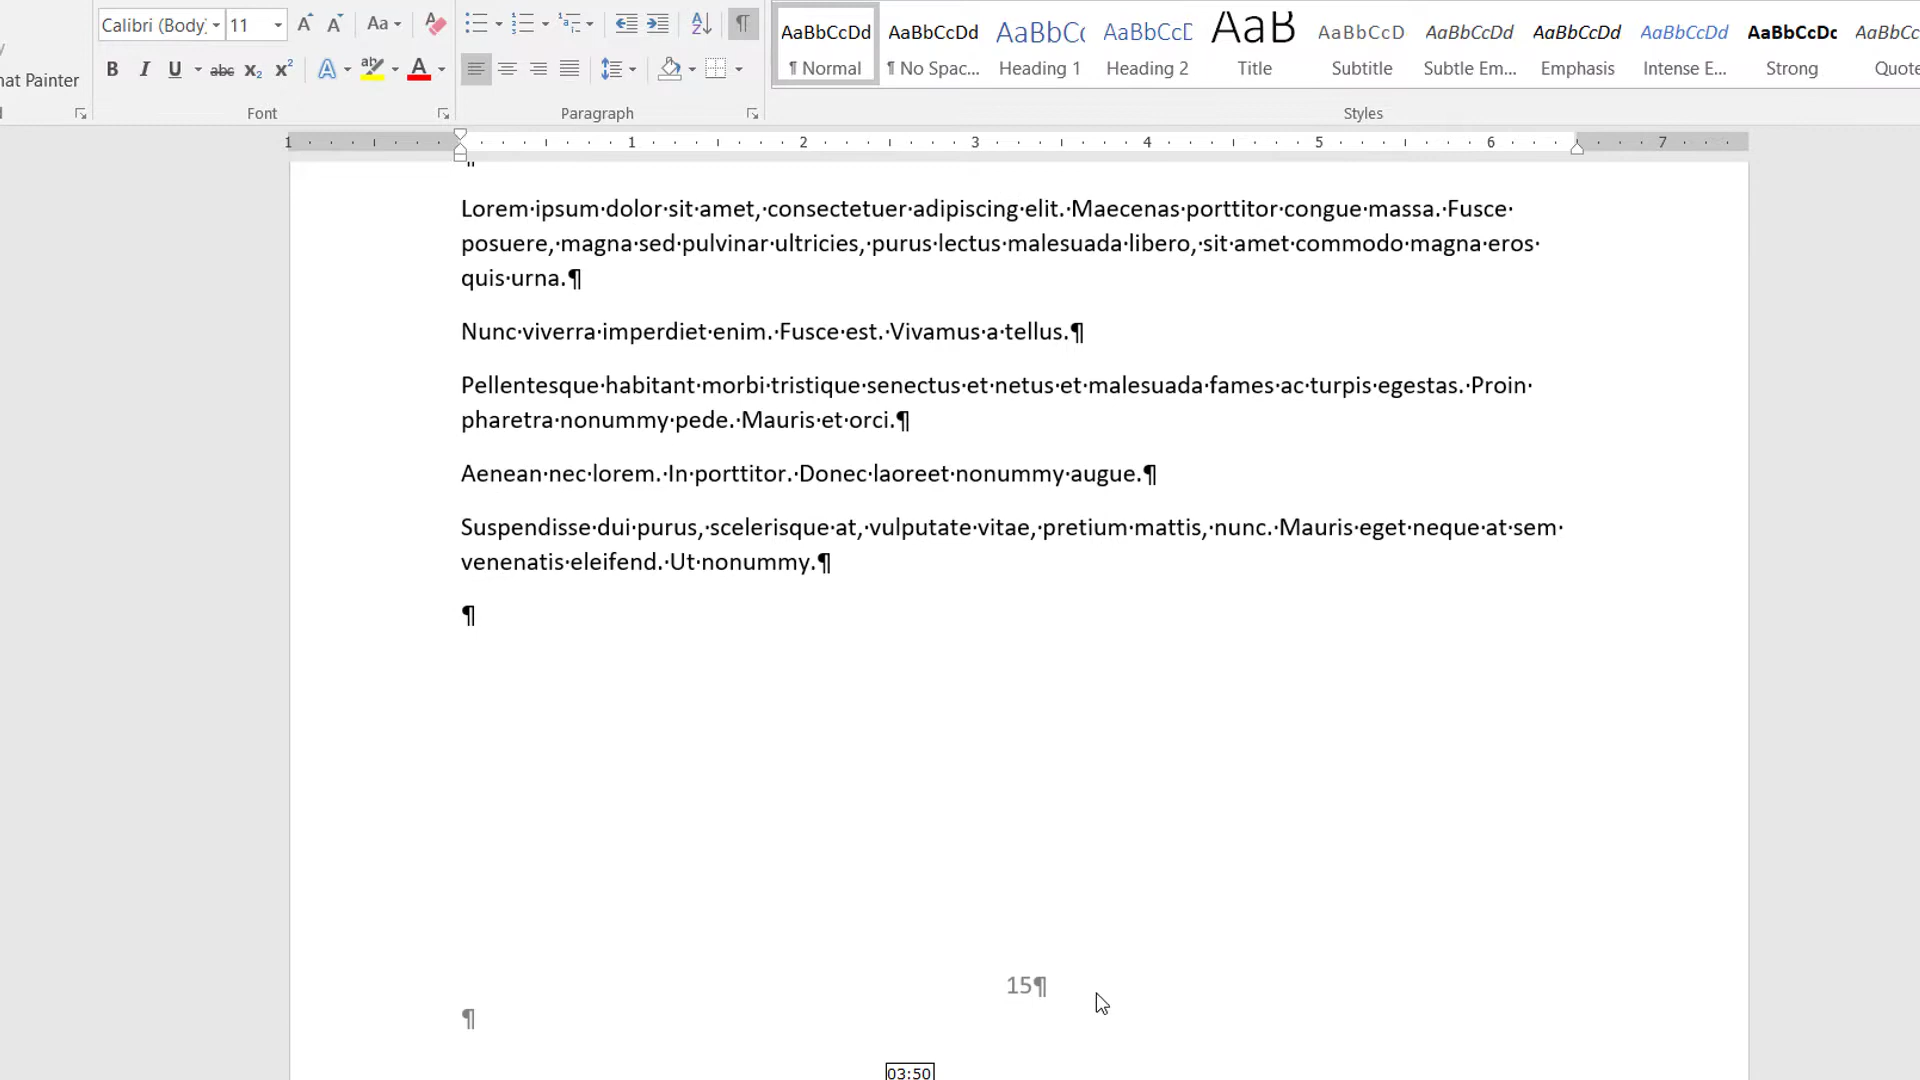 Calibri (Body) 11 Aa
AaBbCcDd AaBbCcDd AaBbCc AaBbCcD AaB AaBbCcD AaBbCcDd AaBbCcDd AaBbCcDd AaBbCcDc AaBbCcDd
B I U abc x₂ x² A ab A
¶ Normal ¶ No Spac... Heading 1 Heading 2 Title Subtitle Subtle Em... Emphasis Intense E... Strong Quote
at Painter
Font Paragraph Styles
1 1 2 3 4 5 6 7
Lorem·ipsum·dolor·sit·amet,·consectetuer·adipiscing·elit.·Maecenas·porttitor·congue·massa.·Fusce·
posuere,·magna·sed·pulvinar·ultricies,·purus·lectus·malesuada·libero,·sit·amet·commodo·magna·eros·
quis·urna.¶
Nunc·viverra·imperdiet·enim.·Fusce·est.·Vivamus·a·tellus.¶
Pellentesque·habitant·morbi·tristique·senectus·et·netus·et·malesuada·fames·ac·turpis·egestas.·Proin·
pharetra·nonummy·pede.·Mauris·et·orci.¶
Aenean·nec·lorem.·In·porttitor.·Donec·laoreet·nonummy·augue.¶
Suspendisse·dui·purus,·scelerisque·at,·vulputate·vitae,·pretium·mattis,·nunc.·Mauris·eget·neque·at·sem·
venenatis·eleifend.·Ut·nonummy.¶
¶
15¶
¶
03:50